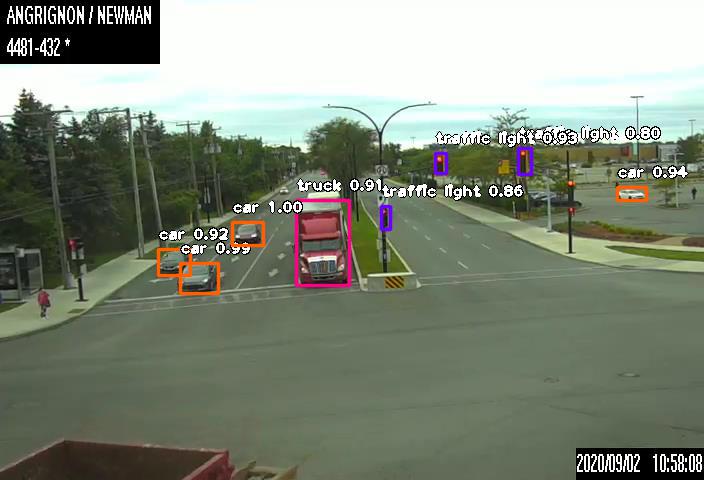 ANGRIGNON / NEWMAN
4481-432 *
traffic light 0.93
traffic light 0.80
car 0.94
truck 0.91
traffic light 0.86
car 1.00
car 0.92
car 0.99
2020/09/02 10:58:08